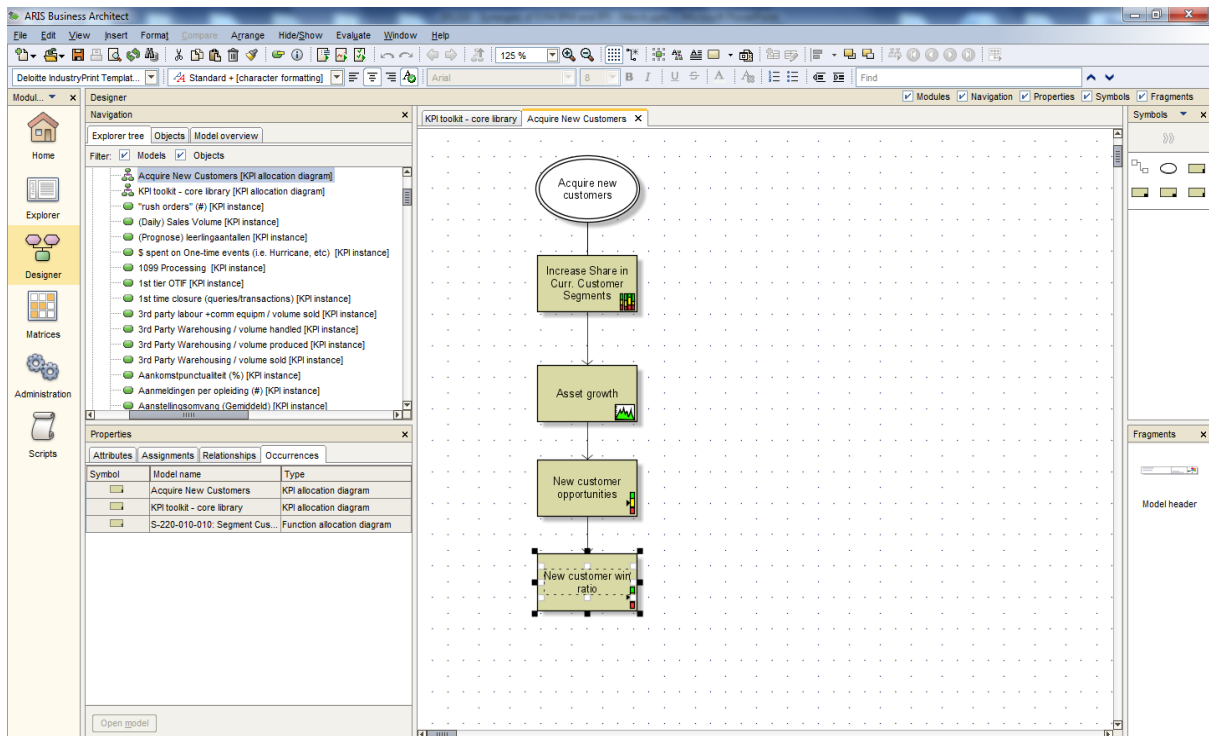 ARIS Business Architect
File Edit View Insert Format Compare Arrange Hide/Show Evaluate Window Help
125 %
Deloitte IndustryPrint Templat... Standard + [character formatting] Arial 8 B I U S A Find
Modul... Designer Modules Navigation Properties Symbols Fragments
Home
Explorer
Designer
Matrices
Administration
Scripts
Navigation
Explorer tree Objects Model overview
Filter: Models Objects
Acquire New Customers [KPI allocation diagram]
KPI toolkit - core library [KPI allocation diagram]
"rush orders" (#) [KPI instance]
(Daily) Sales Volume [KPI instance]
(Prognose) leerlingaantallen [KPI instance]
$ spent on One-time events (i.e. Hurricane, etc) [KPI instance]
1099 Processing [KPI instance]
1st tier OTIF [KPI instance]
1st time closure (queries/transactions) [KPI instance]
3rd party labour +comm equipm / volume sold [KPI instance]
3rd Party Warehousing / volume handled [KPI instance]
3rd Party Warehousing / volume produced [KPI instance]
3rd Party Warehousing / volume sold [KPI instance]
Aankomstpunctualiteit (%) [KPI instance]
Aanmeldingen per opleiding (#) [KPI instance]
Aanstellingsomvang (Gemiddeld) [KPI instance]
Properties
Attributes Assignments Relationships Occurrences
Symbol Model name Type
Acquire New Customers KPI allocation diagram
KPI toolkit - core library KPI allocation diagram
S-220-010-010: Segment Cus... Function allocation diagram
Open model
KPI toolkit - core library Acquire New Customers
Acquire new
customers
Increase Share in
Curr. Customer
Segments
Asset growth
New customer
opportunities
New customer win
ratio
Symbols
Fragments
Model header